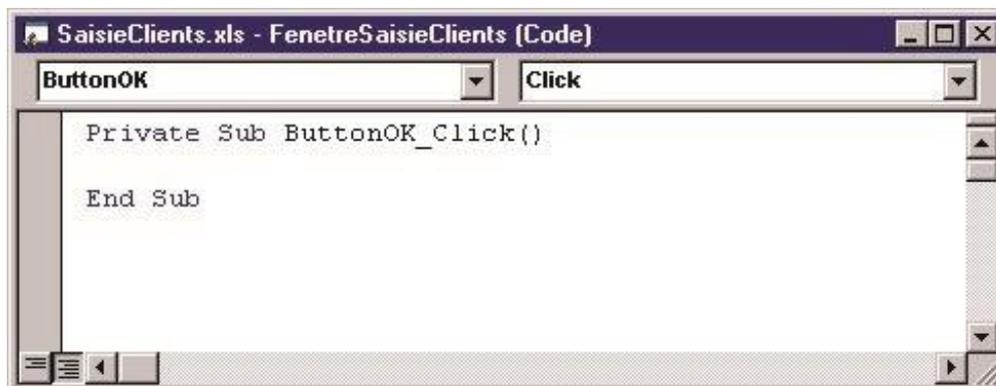 SaisieClients.xls - FenetreSaisieClients (Code)
ButtonOK Click
Private Sub ButtonOK_Click()
End Sub